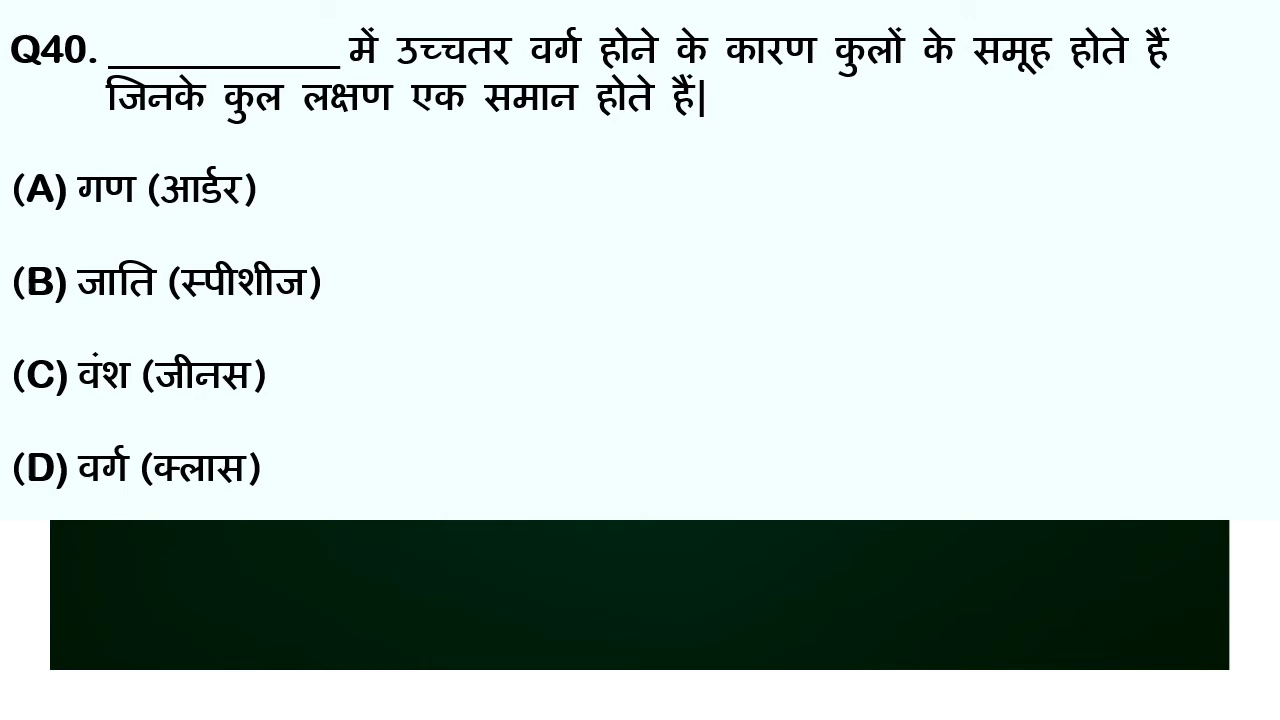 Q40. ____________ में उच्चतर वर्ग होने के कारण कुलों के समूह होते हैं
जिनके कुल लक्षण एक समान होते हैं|
(A) गण (आर्डर)
(B) जाति (स्पीशीज)
(C) वंश (जीनस)
(D) वर्ग (क्लास)